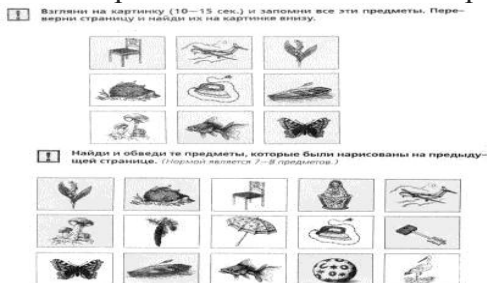 Взгляни на картинку (10—15 сек.) и запомни все эти предметы. Пере-
верни страницу и найди их на картинке внизу.
Найди и обведи те предметы, которые были нарисованы на предыду-
щей странице. (Нормой является 7—8 предметов.)